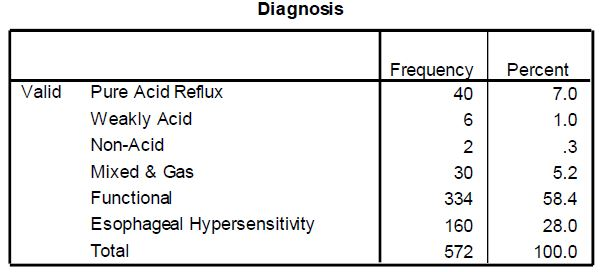 Diagnosis
Frequency Percent
Valid Pure Acid Reflux 40 7.0
Weakly Acid 6 1.0
Non-Acid 2 .3
Mixed & Gas 30 5.2
Functional 334 58.4
Esophageal Hypersensitivity 160 28.0
Total 572 100.0